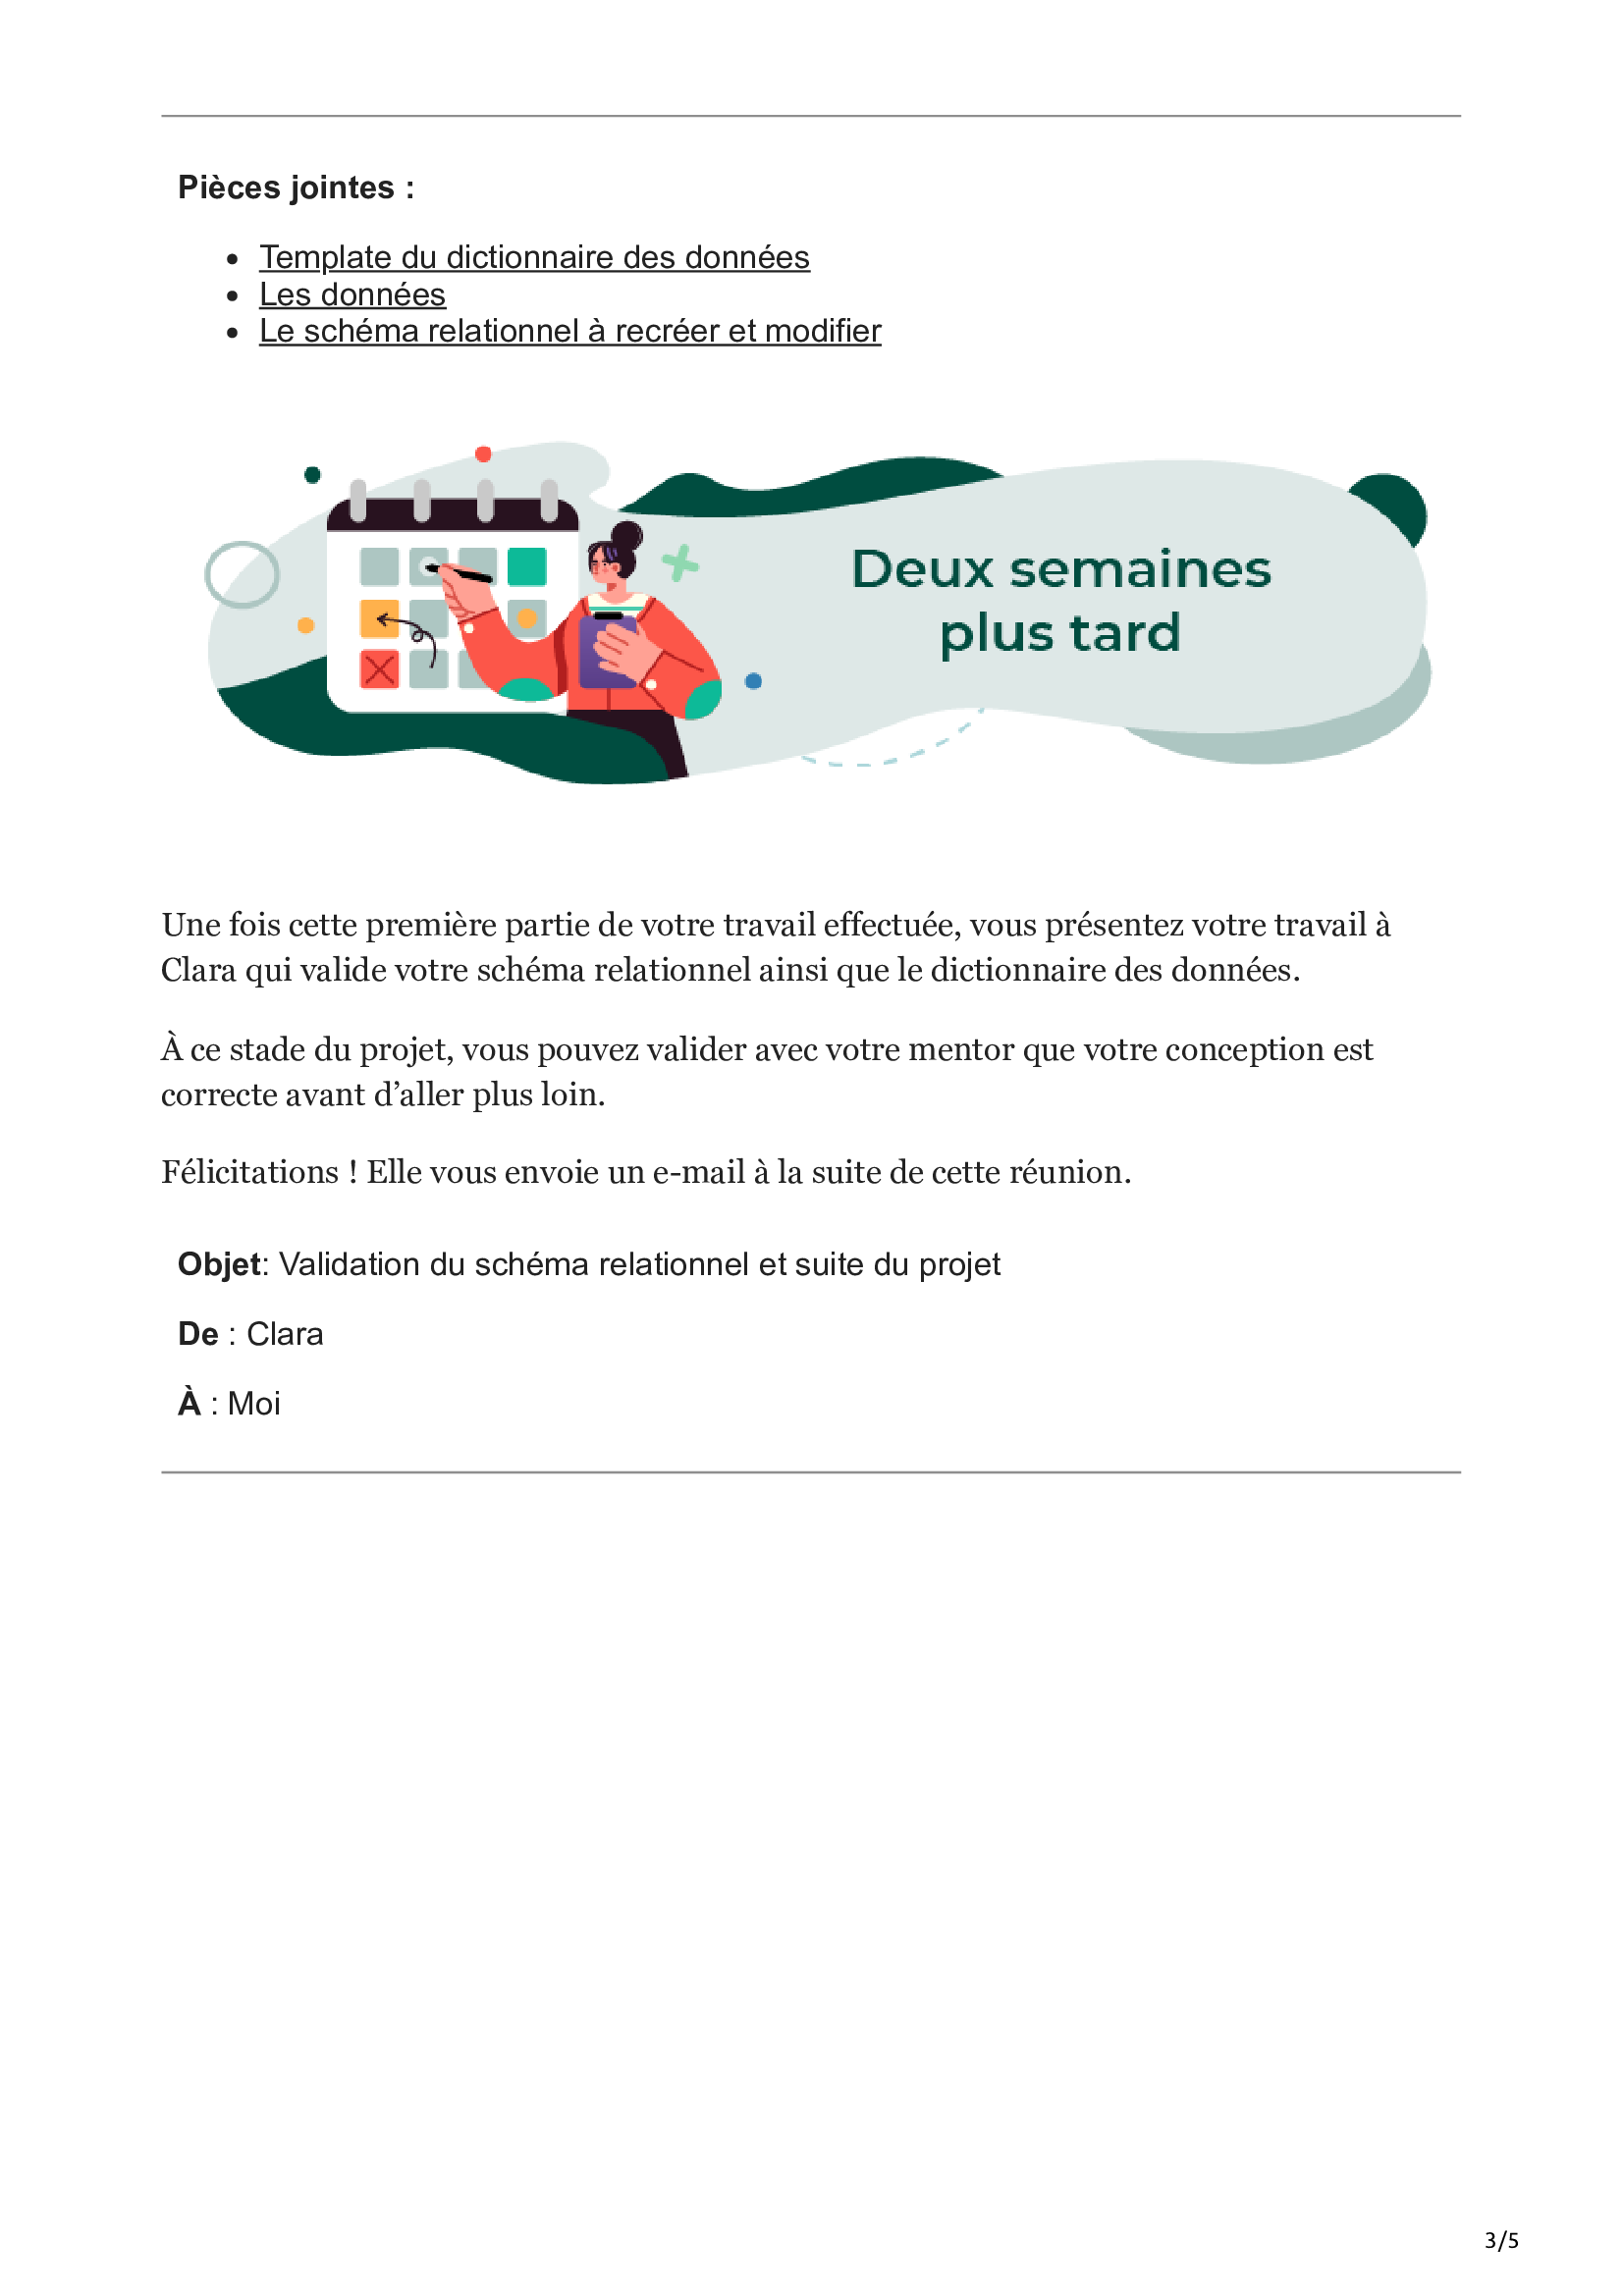 Pièces jointes :
Template du dictionnaire des données
Les données
Le schéma relationnel à recréer et modifier
Deux semaines
plus tard
Une fois cette première partie de votre travail effectuée, vous présentez votre travail à
Clara qui valide votre schéma relationnel ainsi que le dictionnaire des données.
À ce stade du projet, vous pouvez valider avec votre mentor que votre conception est
correcte avant d’aller plus loin.
Félicitations ! Elle vous envoie un e-mail à la suite de cette réunion.
Objet: Validation du schéma relationnel et suite du projet
De : Clara
À : Moi
3/5